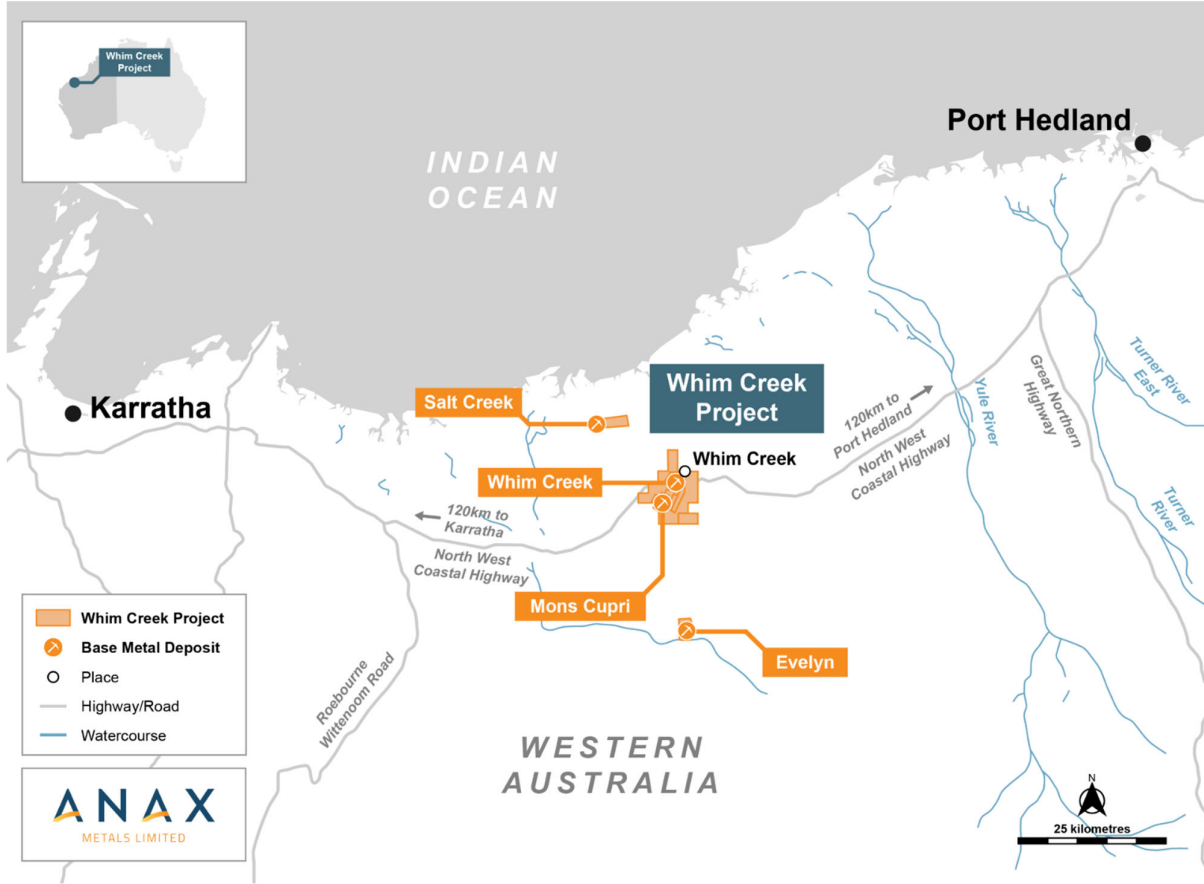 Whim Creek
Project
Port Hedland
INDIAN
OCEAN
Karratha
Salt Creek
Whim Creek
Project
Whim Creek
Whim Creek
120km to
Port Hedland
North West
Coastal Highway
Yule River
Great Northern
Highway
Turner River
East
Turner
River
120km to
Karratha
North West
Coastal Highway
Mons Cupri
Evelyn
Roebourne
Wittenoom Road
WESTERN
AUSTRALIA
Whim Creek Project
Base Metal Deposit
Place
Highway/Road
Watercourse
ANAX
METALS LIMITED
N
25 kilometres